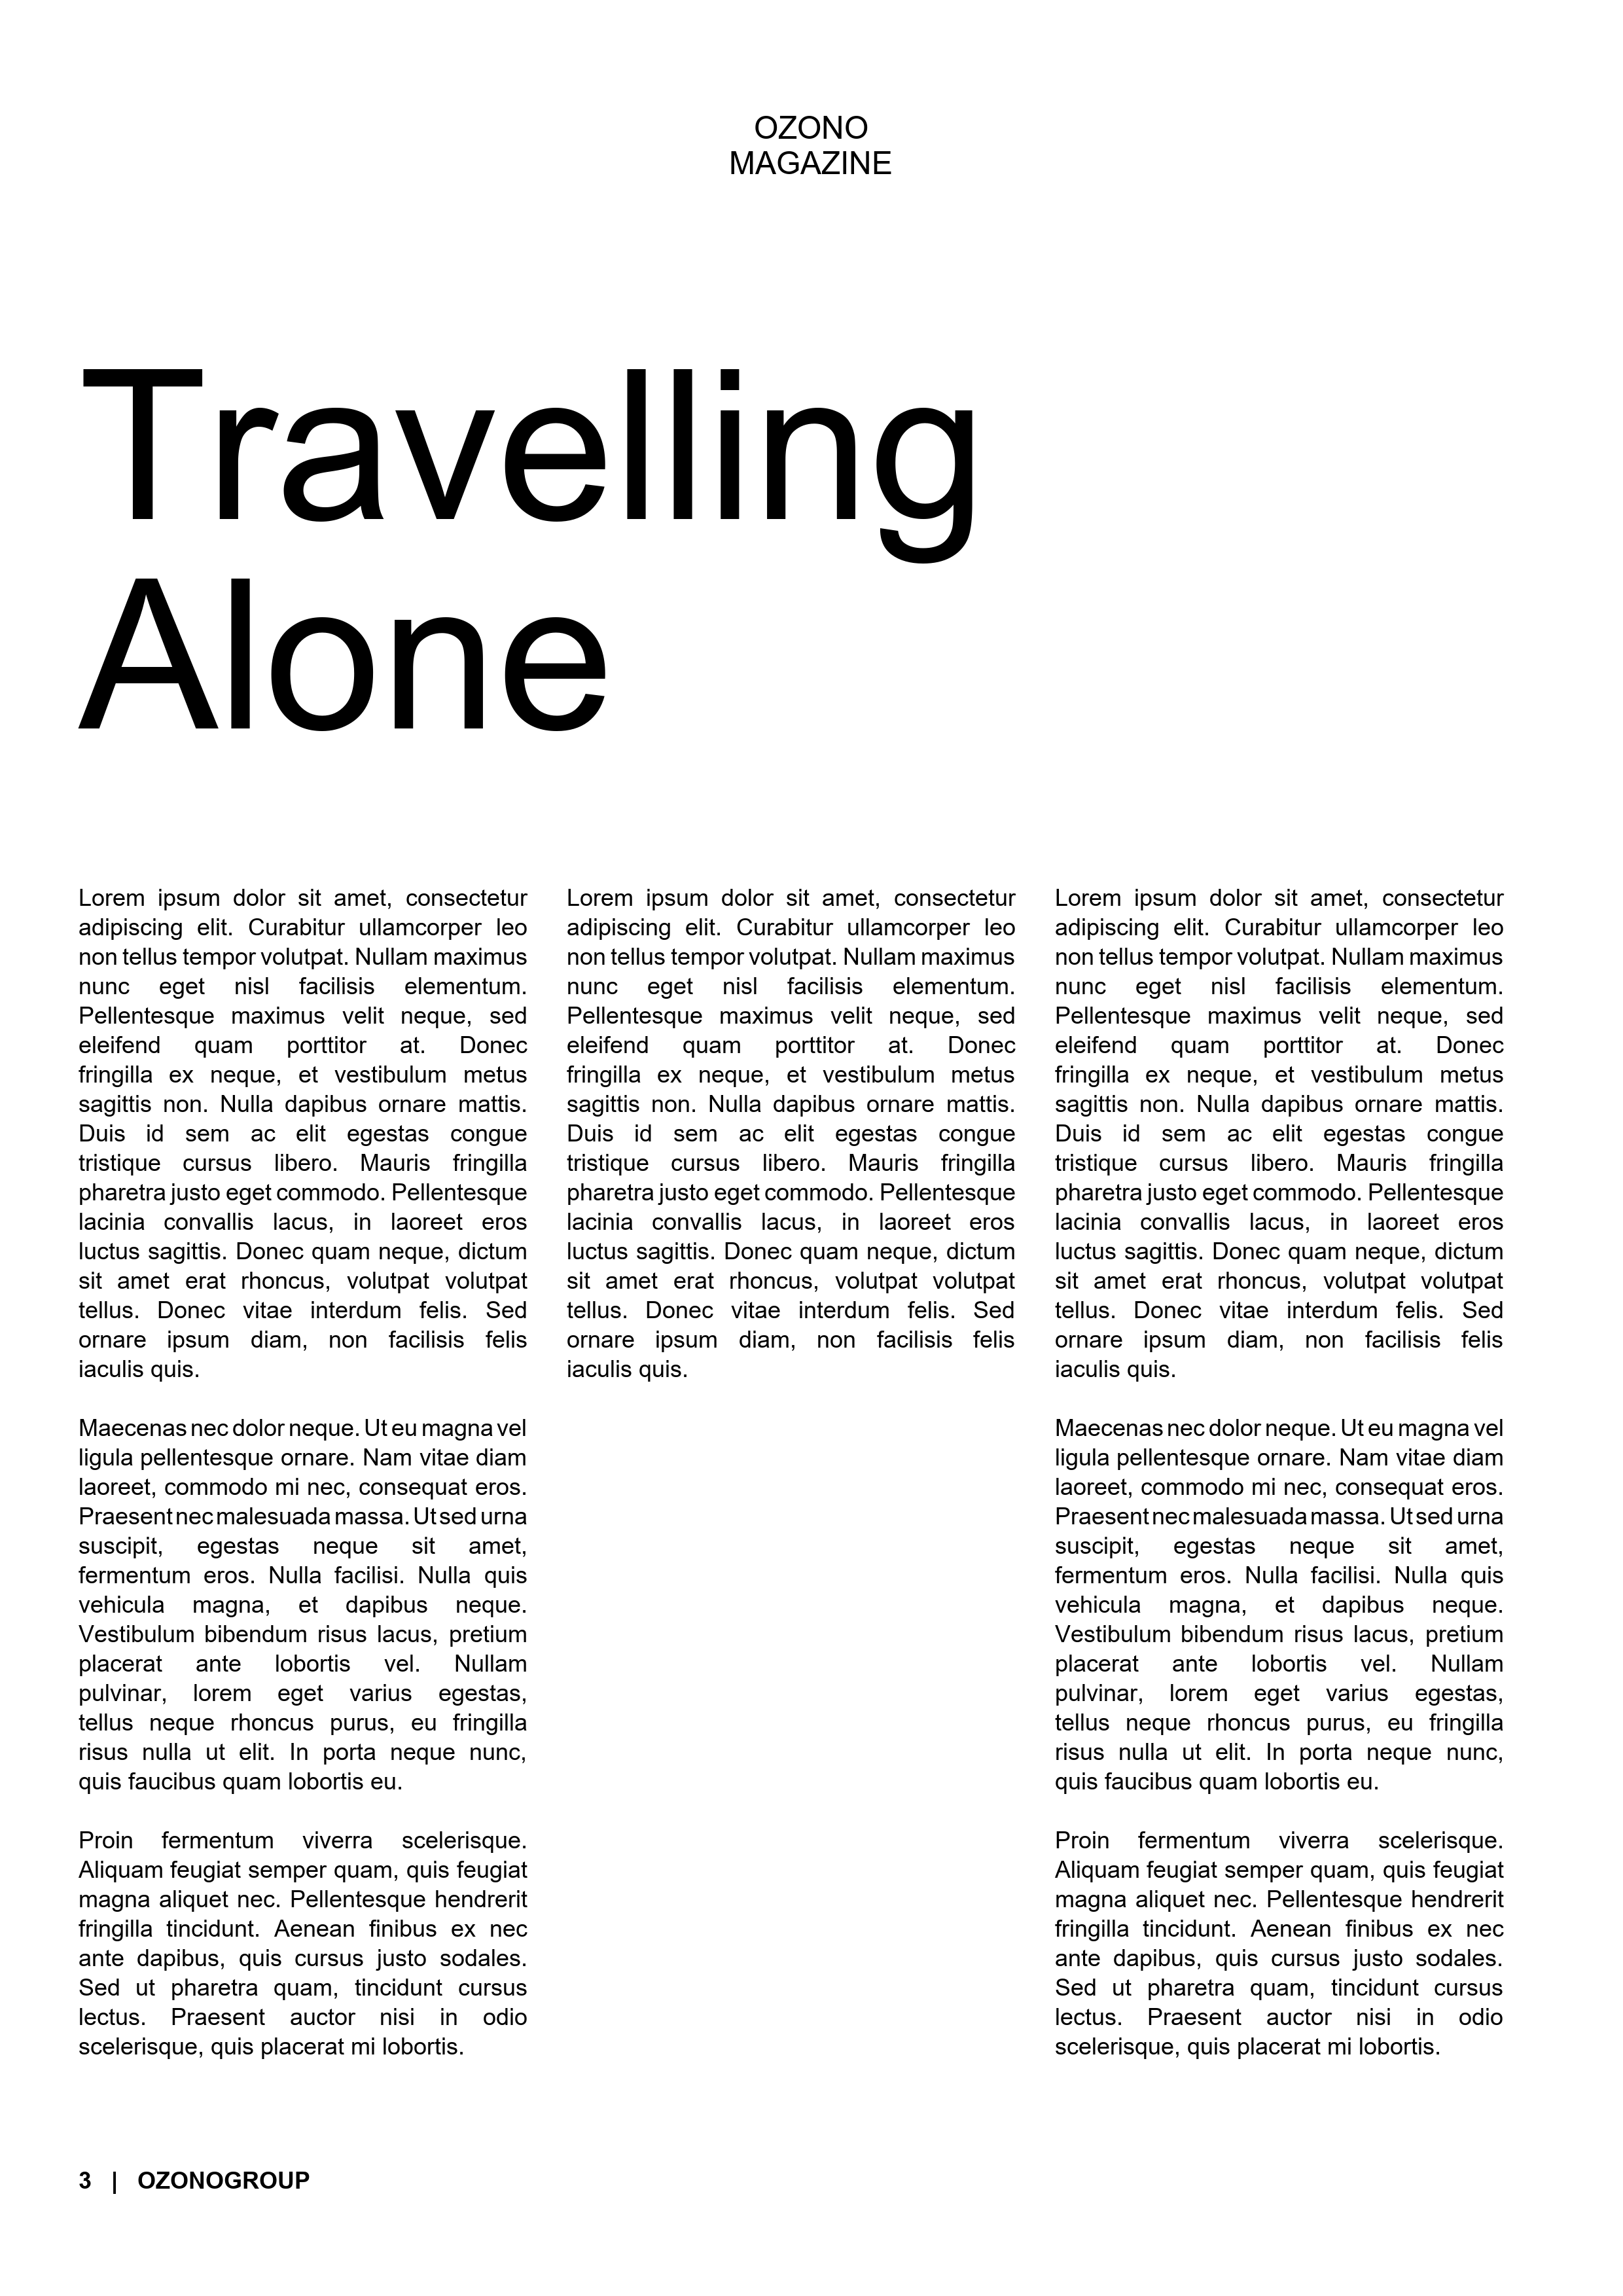 OZONO
MAGAZINE
Travelling
Alone
Lorem ipsum dolor sit amet, consectetur
adipiscing elit. Curabitur ullamcorper leo
non tellus tempor volutpat. Nullam maximus
nunc eget nisl facilisis elementum.
Pellentesque maximus velit neque, sed
eleifend quam porttitor at. Donec
fringilla ex neque, et vestibulum metus
sagittis non. Nulla dapibus ornare mattis.
Duis id sem ac elit egestas congue
tristique cursus libero. Mauris fringilla
pharetra justo eget commodo. Pellentesque
lacinia convallis lacus, in laoreet eros
luctus sagittis. Donec quam neque, dictum
sit amet erat rhoncus, volutpat volutpat
tellus. Donec vitae interdum felis. Sed
ornare ipsum diam, non facilisis felis
iaculis quis.
Maecenas nec dolor neque. Ut eu magna vel
ligula pellentesque ornare. Nam vitae diam
laoreet, commodo mi nec, consequat eros.
Praesent nec malesuada massa. Ut sed urna
suscipit, egestas neque sit amet,
fermentum eros. Nulla facilisi. Nulla quis
vehicula magna, et dapibus neque.
Vestibulum bibendum risus lacus, pretium
placerat ante lobortis vel. Nullam
pulvinar, lorem eget varius egestas,
tellus neque rhoncus purus, eu fringilla
risus nulla ut elit. In porta neque nunc,
quis faucibus quam lobortis eu.
Proin fermentum viverra scelerisque.
Aliquam feugiat semper quam, quis feugiat
magna aliquet nec. Pellentesque hendrerit
fringilla tincidunt. Aenean finibus ex nec
ante dapibus, quis cursus justo sodales.
Sed ut pharetra quam, tincidunt cursus
lectus. Praesent auctor nisi in odio
scelerisque, quis placerat mi lobortis.
Lorem ipsum dolor sit amet, consectetur
adipiscing elit. Curabitur ullamcorper leo
non tellus tempor volutpat. Nullam maximus
nunc eget nisl facilisis elementum.
Pellentesque maximus velit neque, sed
eleifend quam porttitor at. Donec
fringilla ex neque, et vestibulum metus
sagittis non. Nulla dapibus ornare mattis.
Duis id sem ac elit egestas congue
tristique cursus libero. Mauris fringilla
pharetra justo eget commodo. Pellentesque
lacinia convallis lacus, in laoreet eros
luctus sagittis. Donec quam neque, dictum
sit amet erat rhoncus, volutpat volutpat
tellus. Donec vitae interdum felis. Sed
ornare ipsum diam, non facilisis felis
iaculis quis.
Lorem ipsum dolor sit amet, consectetur
adipiscing elit. Curabitur ullamcorper leo
non tellus tempor volutpat. Nullam maximus
nunc eget nisl facilisis elementum.
Pellentesque maximus velit neque, sed
eleifend quam porttitor at. Donec
fringilla ex neque, et vestibulum metus
sagittis non. Nulla dapibus ornare mattis.
Duis id sem ac elit egestas congue
tristique cursus libero. Mauris fringilla
pharetra justo eget commodo. Pellentesque
lacinia convallis lacus, in laoreet eros
luctus sagittis. Donec quam neque, dictum
sit amet erat rhoncus, volutpat volutpat
tellus. Donec vitae interdum felis. Sed
ornare ipsum diam, non facilisis felis
iaculis quis.
Maecenas nec dolor neque. Ut eu magna vel
ligula pellentesque ornare. Nam vitae diam
laoreet, commodo mi nec, consequat eros.
Praesent nec malesuada massa. Ut sed urna
suscipit, egestas neque sit amet,
fermentum eros. Nulla facilisi. Nulla quis
vehicula magna, et dapibus neque.
Vestibulum bibendum risus lacus, pretium
placerat ante lobortis vel. Nullam
pulvinar, lorem eget varius egestas,
tellus neque rhoncus purus, eu fringilla
risus nulla ut elit. In porta neque nunc,
quis faucibus quam lobortis eu.
Proin fermentum viverra scelerisque.
Aliquam feugiat semper quam, quis feugiat
magna aliquet nec. Pellentesque hendrerit
fringilla tincidunt. Aenean finibus ex nec
ante dapibus, quis cursus justo sodales.
Sed ut pharetra quam, tincidunt cursus
lectus. Praesent auctor nisi in odio
scelerisque, quis placerat mi lobortis.
3 | OZONOGROUP